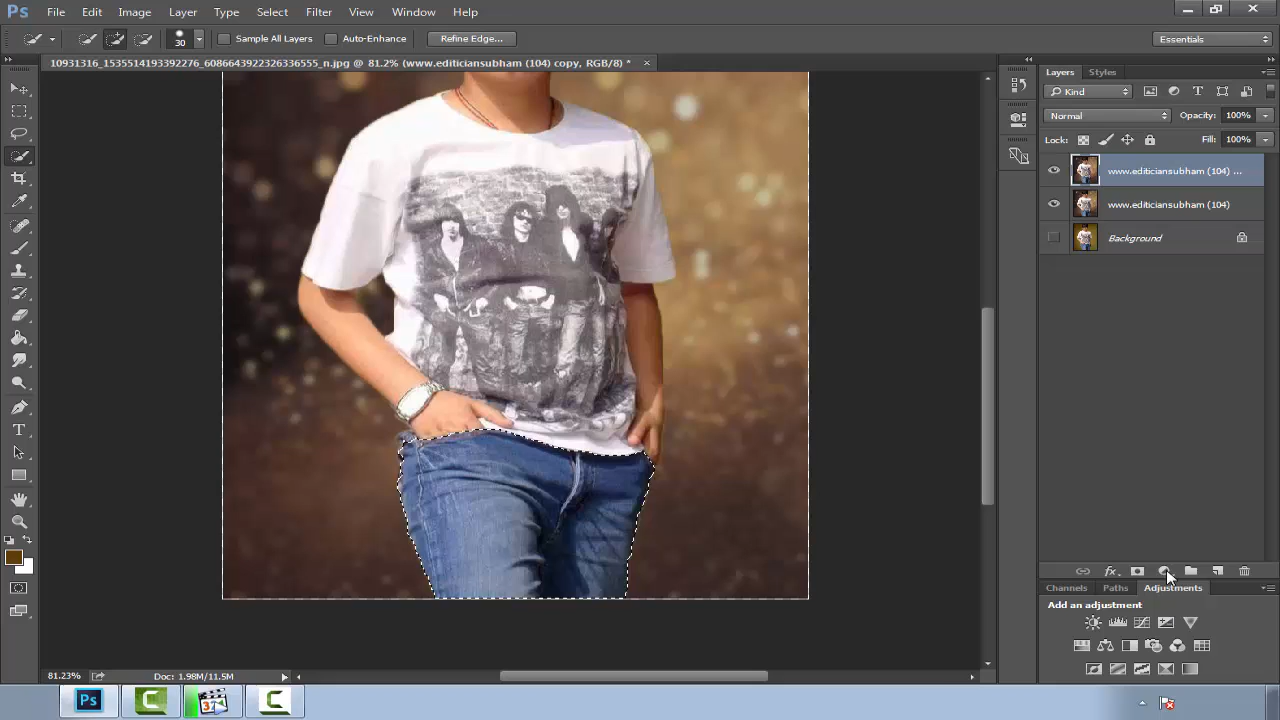 Ps File Edit Image Layer Type Select Filter View Window Help
30 Sample All Layers Auto-Enhance Refine Edge... Essentials
10931316_1535514193392276_6086643922326336555_n.jpg @ 81.2% (www.editiciansubham (104) copy, RGB/8) * ×
Layers Styles
Kind
Normal Opacity: 100%
Lock: Fill: 100%
www.editiciansubham (104) ...
www.editiciansubham (104)
Background
fx
Channels Paths Adjustments
Add an adjustment
81.23% Doc: 1.98M/11.5M
Ps